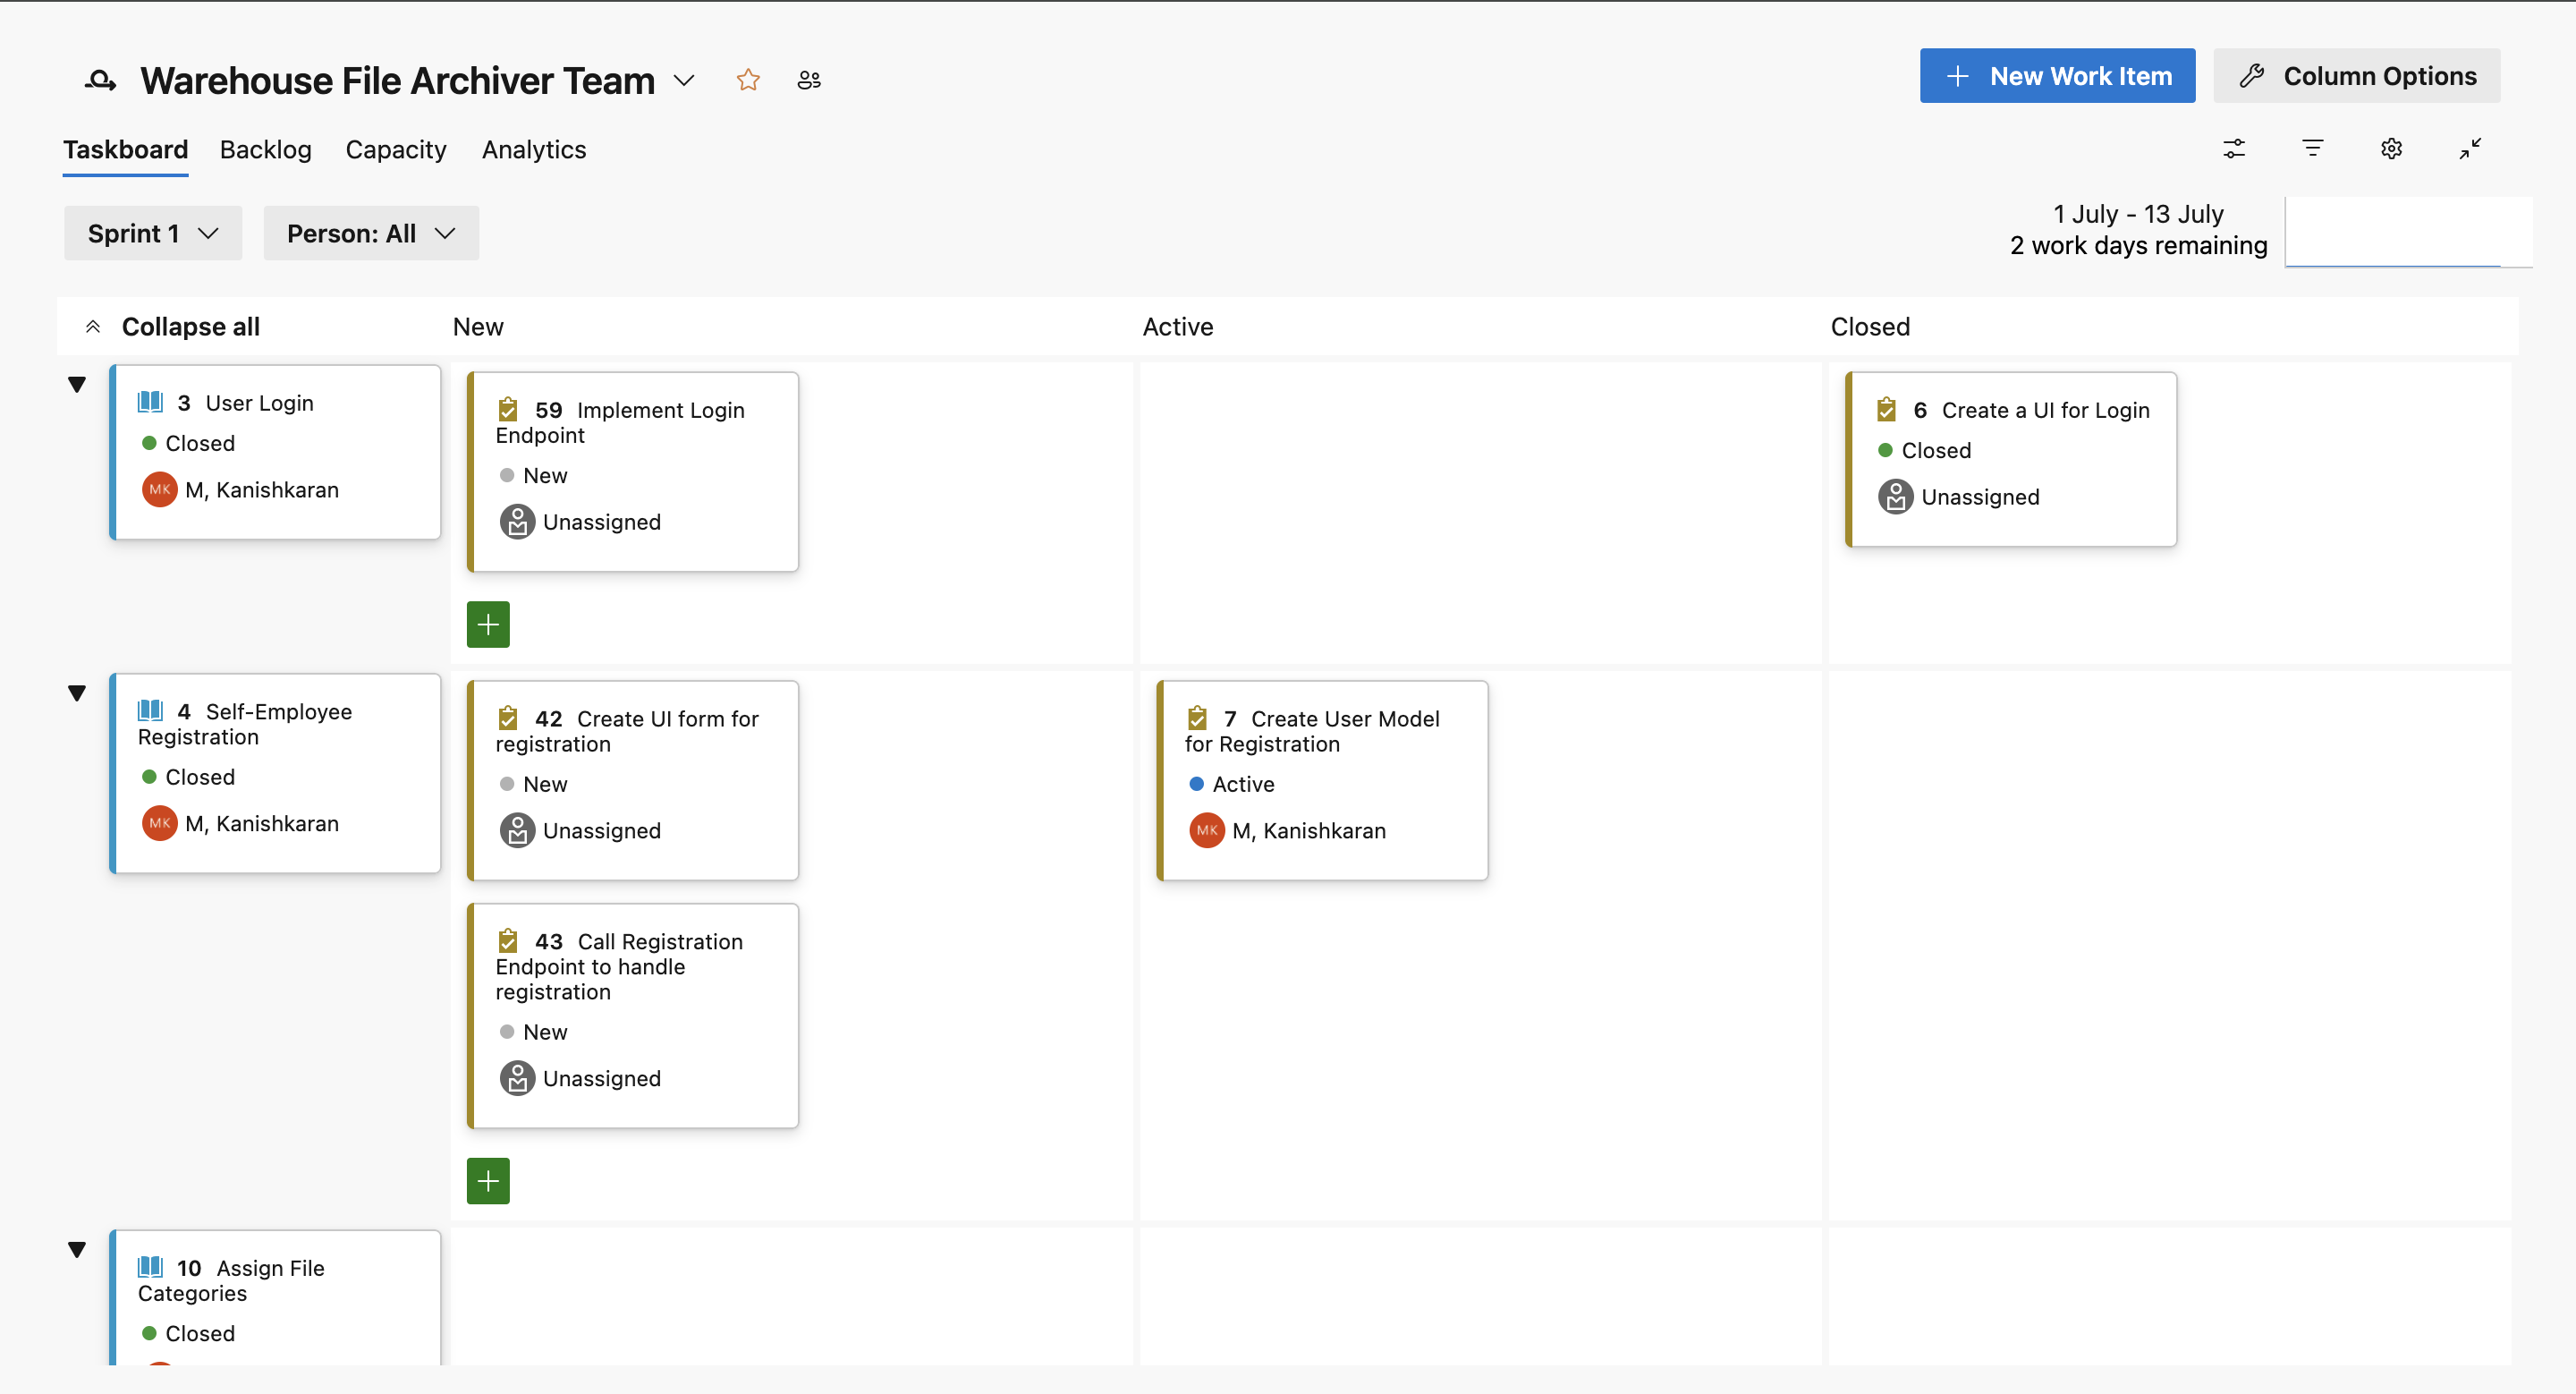 Warehouse File Archiver Team
New Work Item
Column Options
Taskboard
Backlog
Capacity
Analytics
Sprint 1
Person: All
1 July - 13 July
2 work days remaining
Collapse all
New
Active
Closed
3 User Login
Closed
MK M, Kanishkaran
59 Implement Login
Endpoint
New
Unassigned
6 Create a UI for Login
Closed
Unassigned
4 Self-Employee
Registration
Closed
MK M, Kanishkaran
42 Create UI form for
registration
New
Unassigned
43 Call Registration
Endpoint to handle
registration
New
Unassigned
7 Create User Model
for Registration
Active
MK M, Kanishkaran
10 Assign File
Categories
Closed